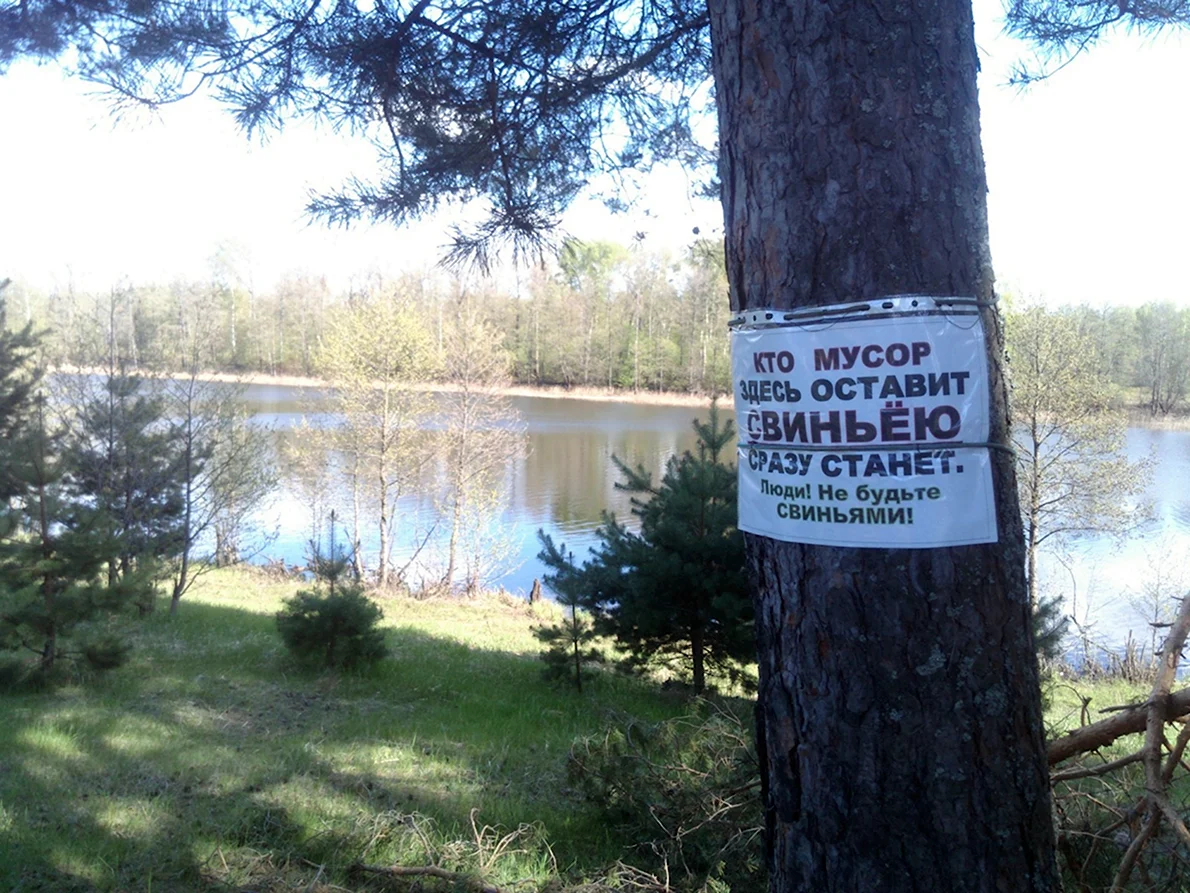 КТО МУСОР
ЗДЕСЬ ОСТАВИТ
СВИНЬЁЮ
СРАЗУ СТАНЕТ.
Люди! Не будьте
СВИНЬЯМИ!